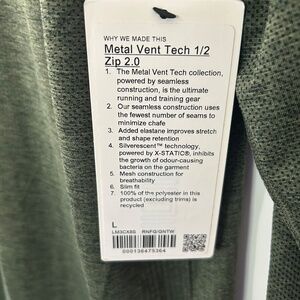 WHY WE MADE THIS
Metal Vent Tech 1/2
Zip 2.0
1. The Metal Vent Tech collection,
powered by seamless
construction, is the ultimate
running and training gear
2. Our seamless construction uses
the fewest number of seams to
minimize chafe
3. Added elastane improves stretch
and shape retention
4. Silverescent™ technology,
powered by X-STATIC®, inhibits
the growth of odour-causing
bacteria on the garment
5. Mesh construction for
breathability
6. Slim fit
7. 100% of the polyester in this
product (excluding trims) is
recycled
L
LM3CX8S RNFG/GNTW
000136475364